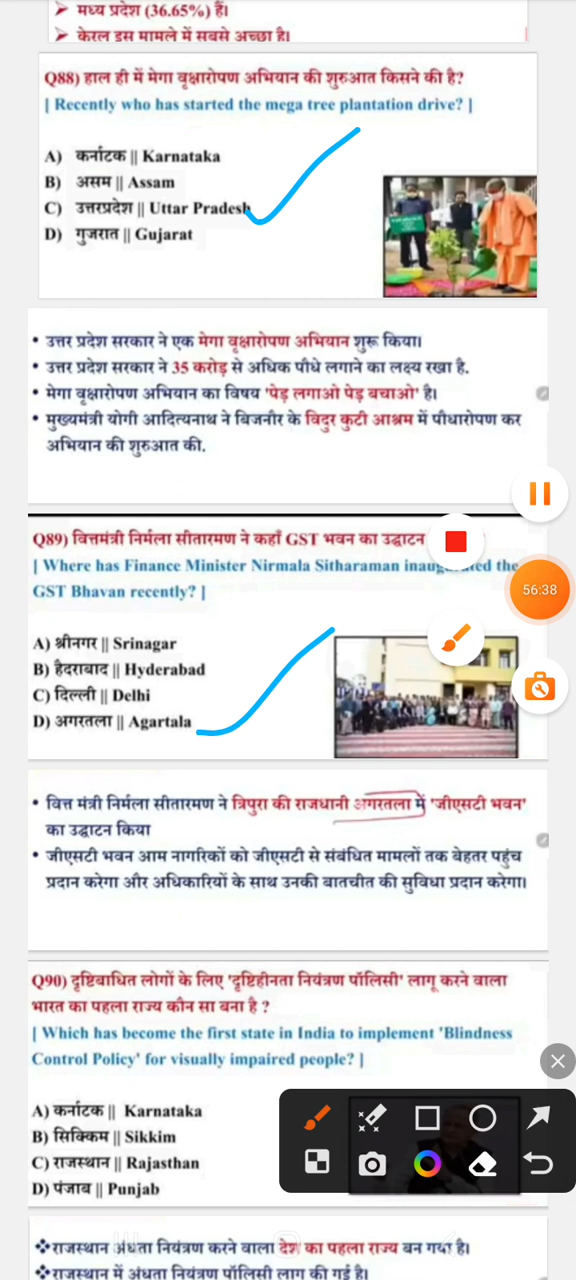 ➤ मध्य प्रदेश (36.65%) हैं।
➤ केरल इस मामले में सबसे अच्छा है।
Q88) हाल ही में मेगा वृक्षारोपण अभियान की शुरुआत किसने की है?
[ Recently who has started the mega tree plantation drive? ]
A) कर्नाटक || Karnataka
B) असम || Assam
C) उत्तरप्रदेश || Uttar Pradesh
D) गुजरात || Gujarat
• उत्तर प्रदेश सरकार ने एक मेगा वृक्षारोपण अभियान शुरू किया।
• उत्तर प्रदेश सरकार ने 35 करोड़ से अधिक पौधे लगाने का लक्ष्य रखा है.
• मेगा वृक्षारोपण अभियान का विषय 'पेड़ लगाओ पेड़ बचाओ' है।
• मुख्यमंत्री योगी आदित्यनाथ ने बिजनौर के विदुर कुटी आश्रम में पौधारोपण कर
अभियान की शुरुआत की.
Q89) वित्तमंत्री निर्मला सीतारमण ने कहाँ GST भवन का उद्घाटन
[ Where has Finance Minister Nirmala Sitharaman inaugurated the
GST Bhavan recently? ]
56:38
A) श्रीनगर || Srinagar
B) हैदराबाद || Hyderabad
C) दिल्ली || Delhi
D) अगरतला || Agartala
• वित्त मंत्री निर्मला सीतारमण ने त्रिपुरा की राजधानी अगरतला में 'जीएसटी भवन'
का उद्घाटन किया
• जीएसटी भवन आम नागरिकों को जीएसटी से संबंधित मामलों तक बेहतर पहुंच
प्रदान करेगा और अधिकारियों के साथ उनकी बातचीत की सुविधा प्रदान करेगा।
Q90) दृष्टिबाधित लोगों के लिए 'दृष्टिहीनता नियंत्रण पॉलिसी' लागू करने वाला
भारत का पहला राज्य कौन सा बना है ?
[ Which has become the first state in India to implement 'Blindness
Control Policy' for visually impaired people? ]
A) कर्नाटक || Karnataka
B) सिक्किम || Sikkim
C) राजस्थान || Rajasthan
D) पंजाब || Punjab
❖राजस्थान अंधता नियंत्रण करने वाला देश का पहला राज्य बन गया है।
❖राजस्थान में अंधता नियंत्रण पॉलिसी लागू की गई है।